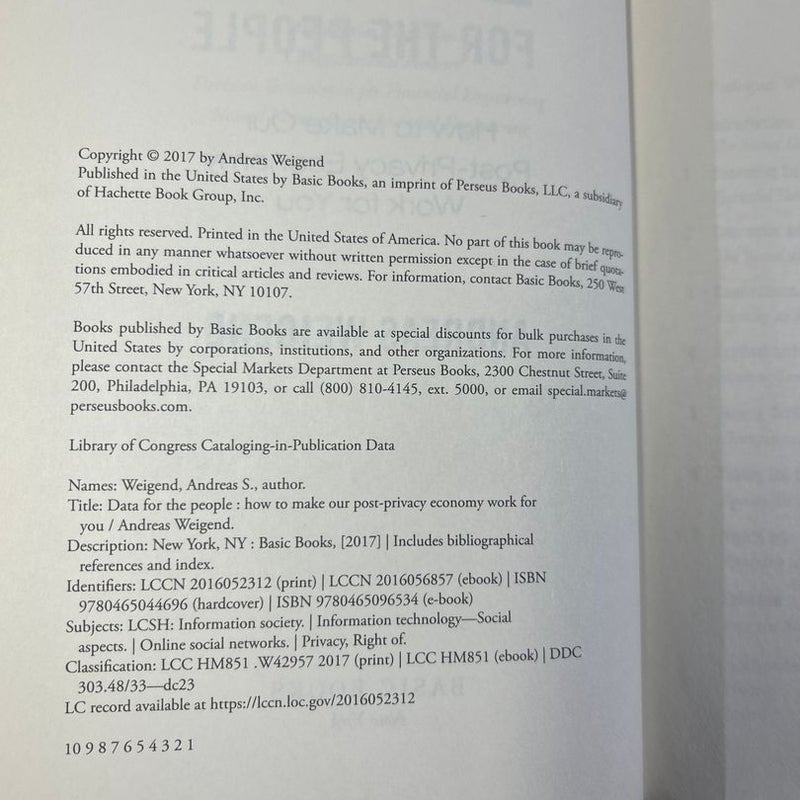 Copyright © 2017 by Andreas Weigend
Published in the United States by Basic Books, an imprint of Perseus Books, LLC, a subsidiary
of Hachette Book Group, Inc.
All rights reserved. Printed in the United States of America. No part of this book may be repro-
duced in any manner whatsoever without written permission except in the case of brief quota-
tions embodied in critical articles and reviews. For information, contact Basic Books, 250 West
57th Street, New York, NY 10107.
Books published by Basic Books are available at special discounts for bulk purchases in the
United States by corporations, institutions, and other organizations. For more information,
please contact the Special Markets Department at Perseus Books, 2300 Chestnut Street, Suite
200, Philadelphia, PA 19103, or call (800) 810-4145, ext. 5000, or email special.markets@
perseusbooks.com.
Library of Congress Cataloging-in-Publication Data
Names: Weigend, Andreas S., author.
Title: Data for the people : how to make our post-privacy economy work for
you / Andreas Weigend.
Description: New York, NY : Basic Books, [2017] | Includes bibliographical
references and index.
Identifiers: LCCN 2016052312 (print) | LCCN 2016056857 (ebook) | ISBN
9780465044696 (hardcover) | ISBN 9780465096534 (e-book)
Subjects: LCSH: Information society. | Information technology—Social
aspects. | Online social networks. | Privacy, Right of.
Classification: LCC HM851 .W42957 2017 (print) | LCC HM851 (ebook) | DDC
303.48/33—dc23
LC record available at https://lccn.loc.gov/2016052312
10 9 8 7 6 5 4 3 2 1